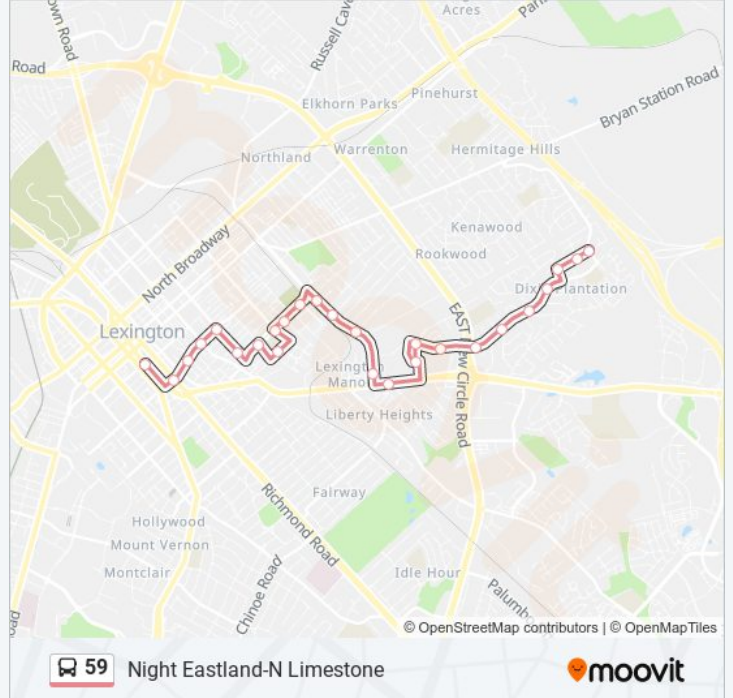 Acres
own Road
Russell Cave
Road
Pinehurst
Elkhorn Parks
Bryan Station Road
Northland
Warrenton
Hermitage Hills
Kenawood
Rookwood
North Broadway
Dixie Plantation
Lexington
EAST New Circle Road
Lexington
Manor
Liberty Heights
Richmond Road
Fairway
Hollywood
Mount Vernon
Montclair
Chinoe Road
Idle Hour
Palumbo
© OpenStreetMap contributors | © OpenMapTiles
59 Night Eastland-N Limestone
moovit